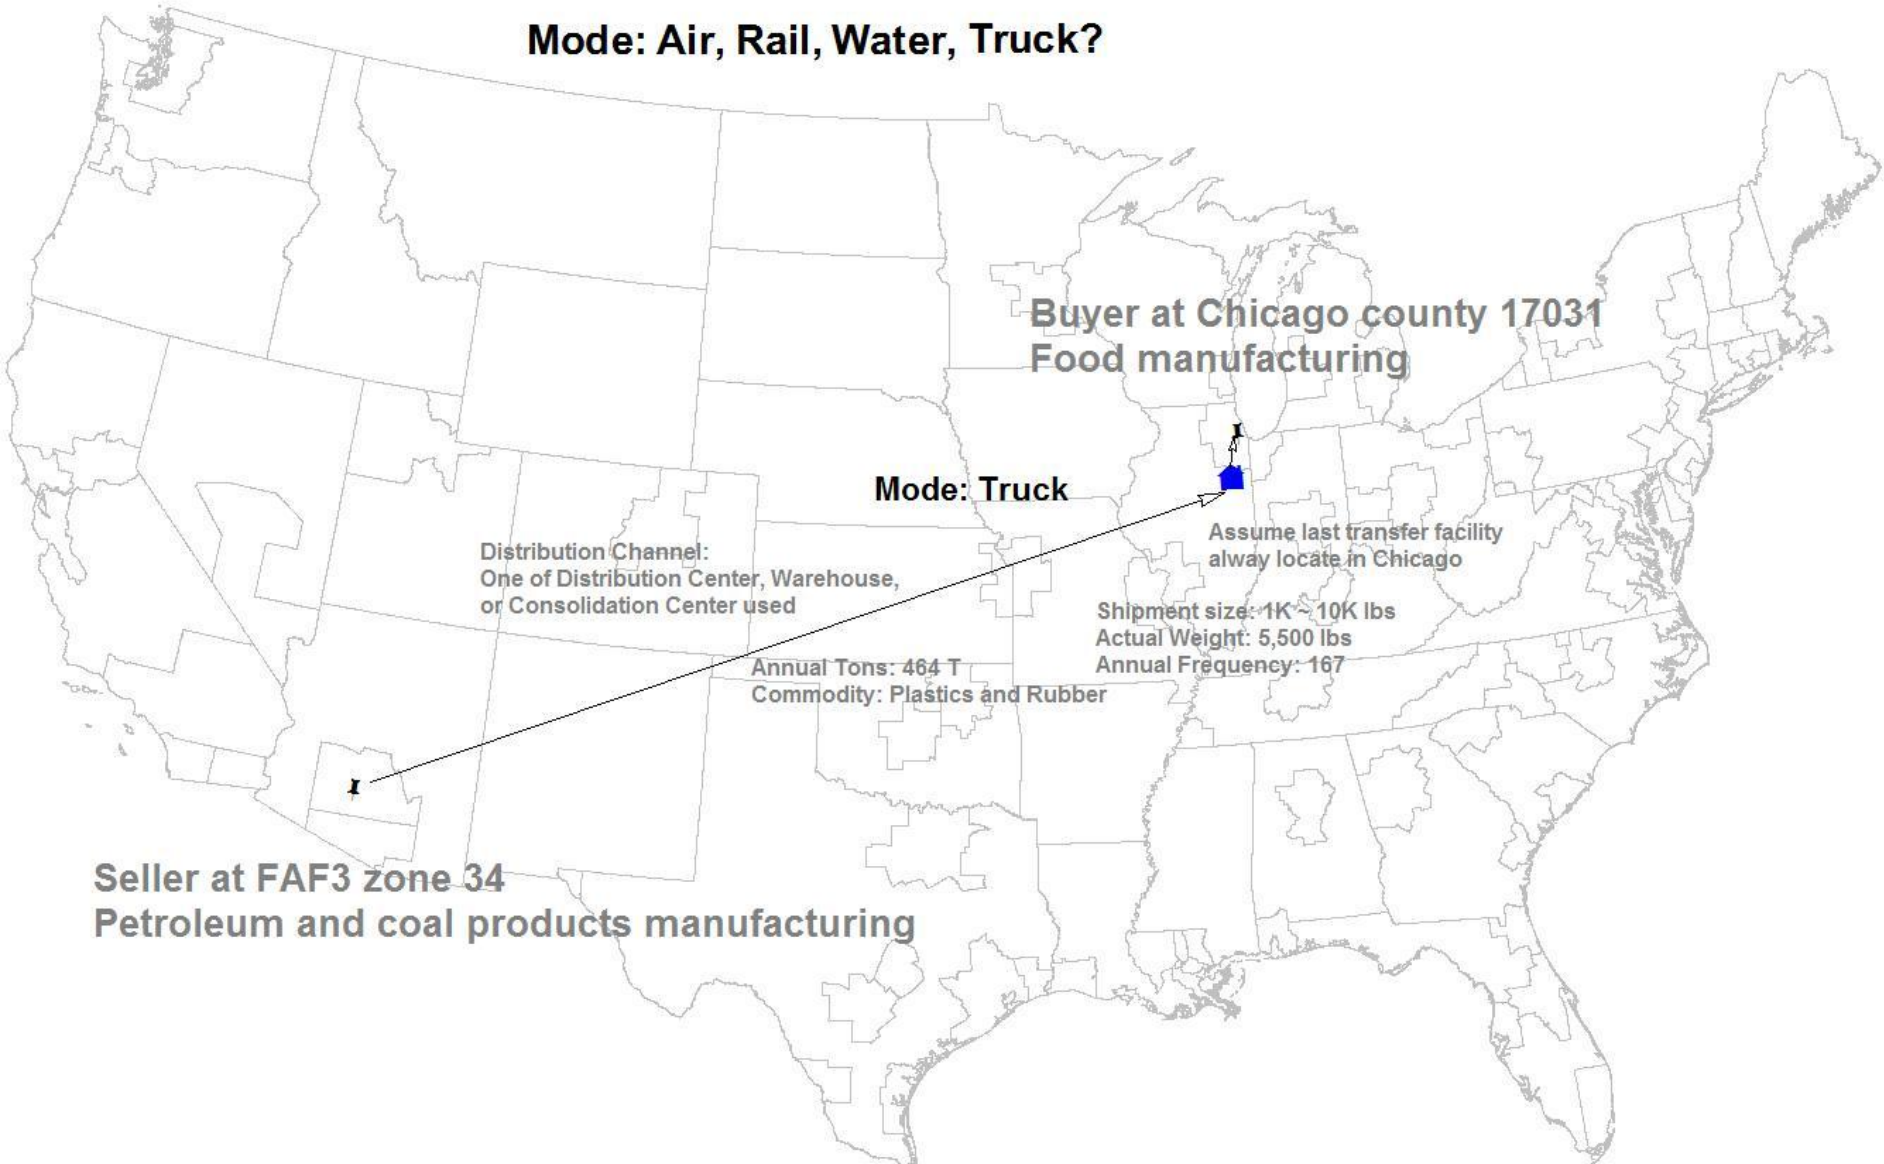 Mode: Air, Rail, Water, Truck?
Buyer at Chicago county 17031
Food manufacturing
Mode: Truck
Assume last transfer facility
alway locate in Chicago
Distribution Channel:
One of Distribution Center, Warehouse,
or Consolidation Center used
Shipment size: 1K ~ 10K lbs
Actual Weight: 5,500 lbs
Annual Frequency: 167
Annual Tons: 464 T
Commodity: Plastics and Rubber
Seller at FAF3 zone 34
Petroleum and coal products manufacturing